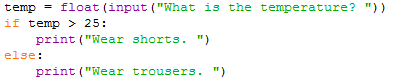 temp = float(input("What is the temperature? "))
if temp > 25:
    print("Wear shorts. ")
else:
    print("Wear trousers. ")